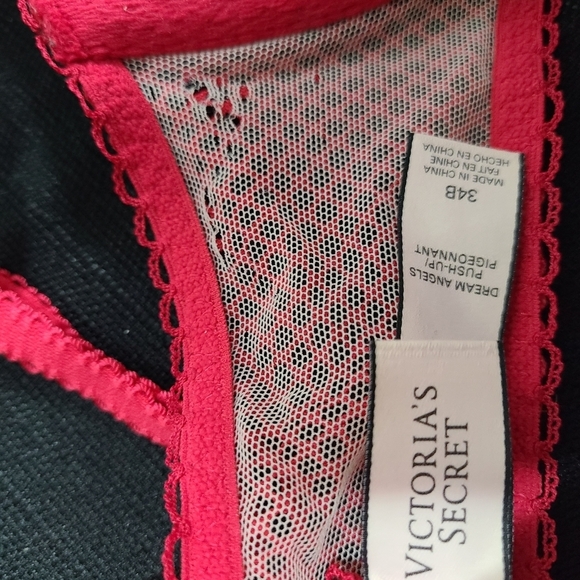 VICTORIA'S
SECRET
DREAM ANGELS
PUSH-UP/
PIGEONNANT
34B
MADE IN CHINA
FAIT EN CHINE
HECHO EN CHINA